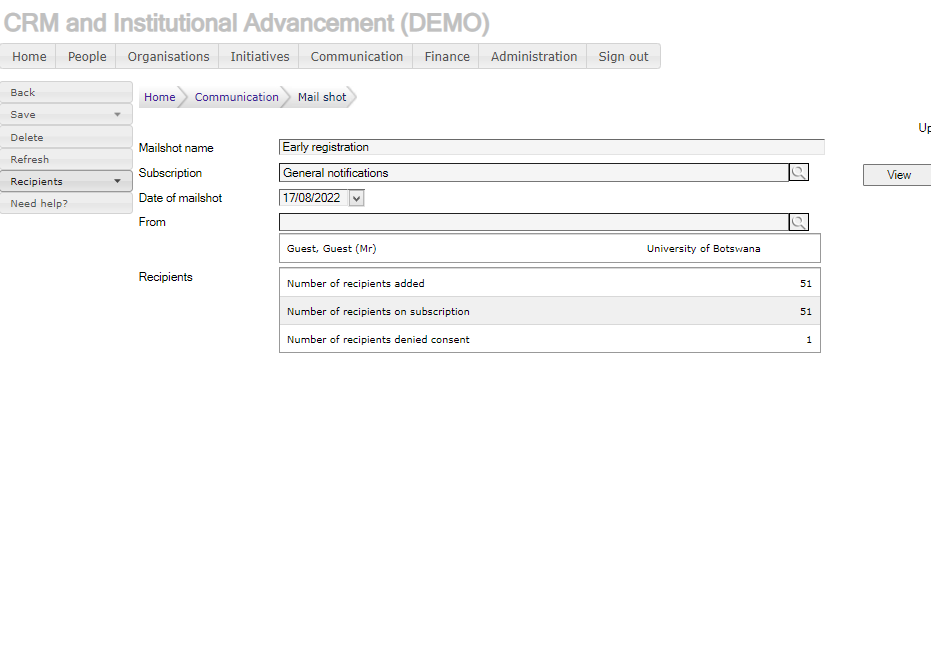 CRM and Institutional Advancement (DEMO)
Home People Organisations Initiatives Communication Finance Administration Sign out
Back
Save
Delete
Refresh
Recipients
Need help?
Home Communication Mail shot
Up
Mailshot name Early registration
Subscription General notifications
View
Date of mailshot 17/08/2022
From
Guest, Guest (Mr) University of Botswana
Recipients
Number of recipients added 51
Number of recipients on subscription 51
Number of recipients denied consent 1